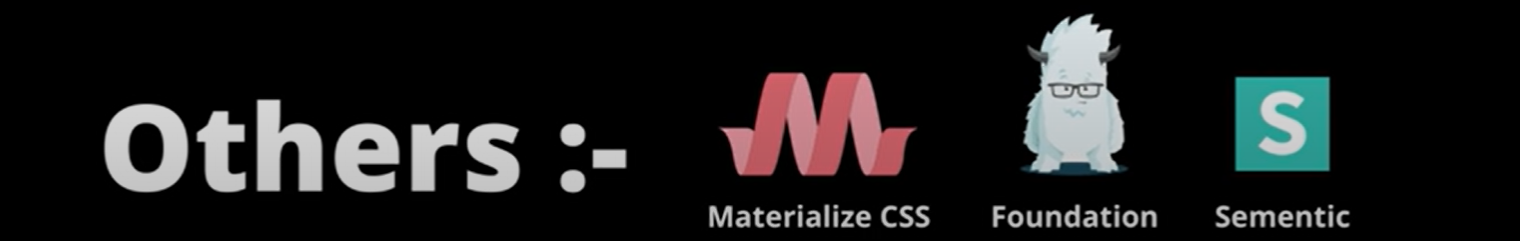 Others :-
Materialize CSS
Foundation
S
Sementic